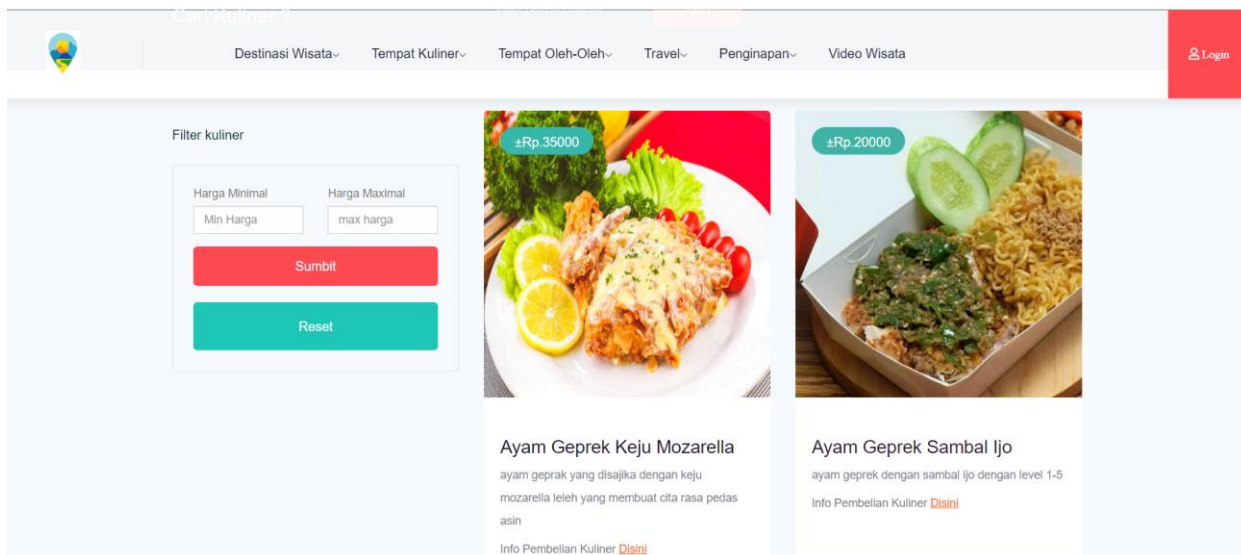 Cari Kuliner ?
Destinasi Wisata Tempat Kuliner Tempat Oleh-Oleh Travel Penginapan Video Wisata Login
Filter kuliner
Harga Minimal Harga Maximal
Min Harga max harga
Sumbit
Reset
±Rp.35000
Ayam Geprek Keju Mozarella
ayam geprak yang disajika dengan keju
mozarella leleh yang membuat cita rasa pedas
asin
Info Pembelian Kuliner Disini
±Rp.20000
Ayam Geprek Sambal Ijo
ayam geprek dengan sambal ijo dengan level 1-5
Info Pembelian Kuliner Disini